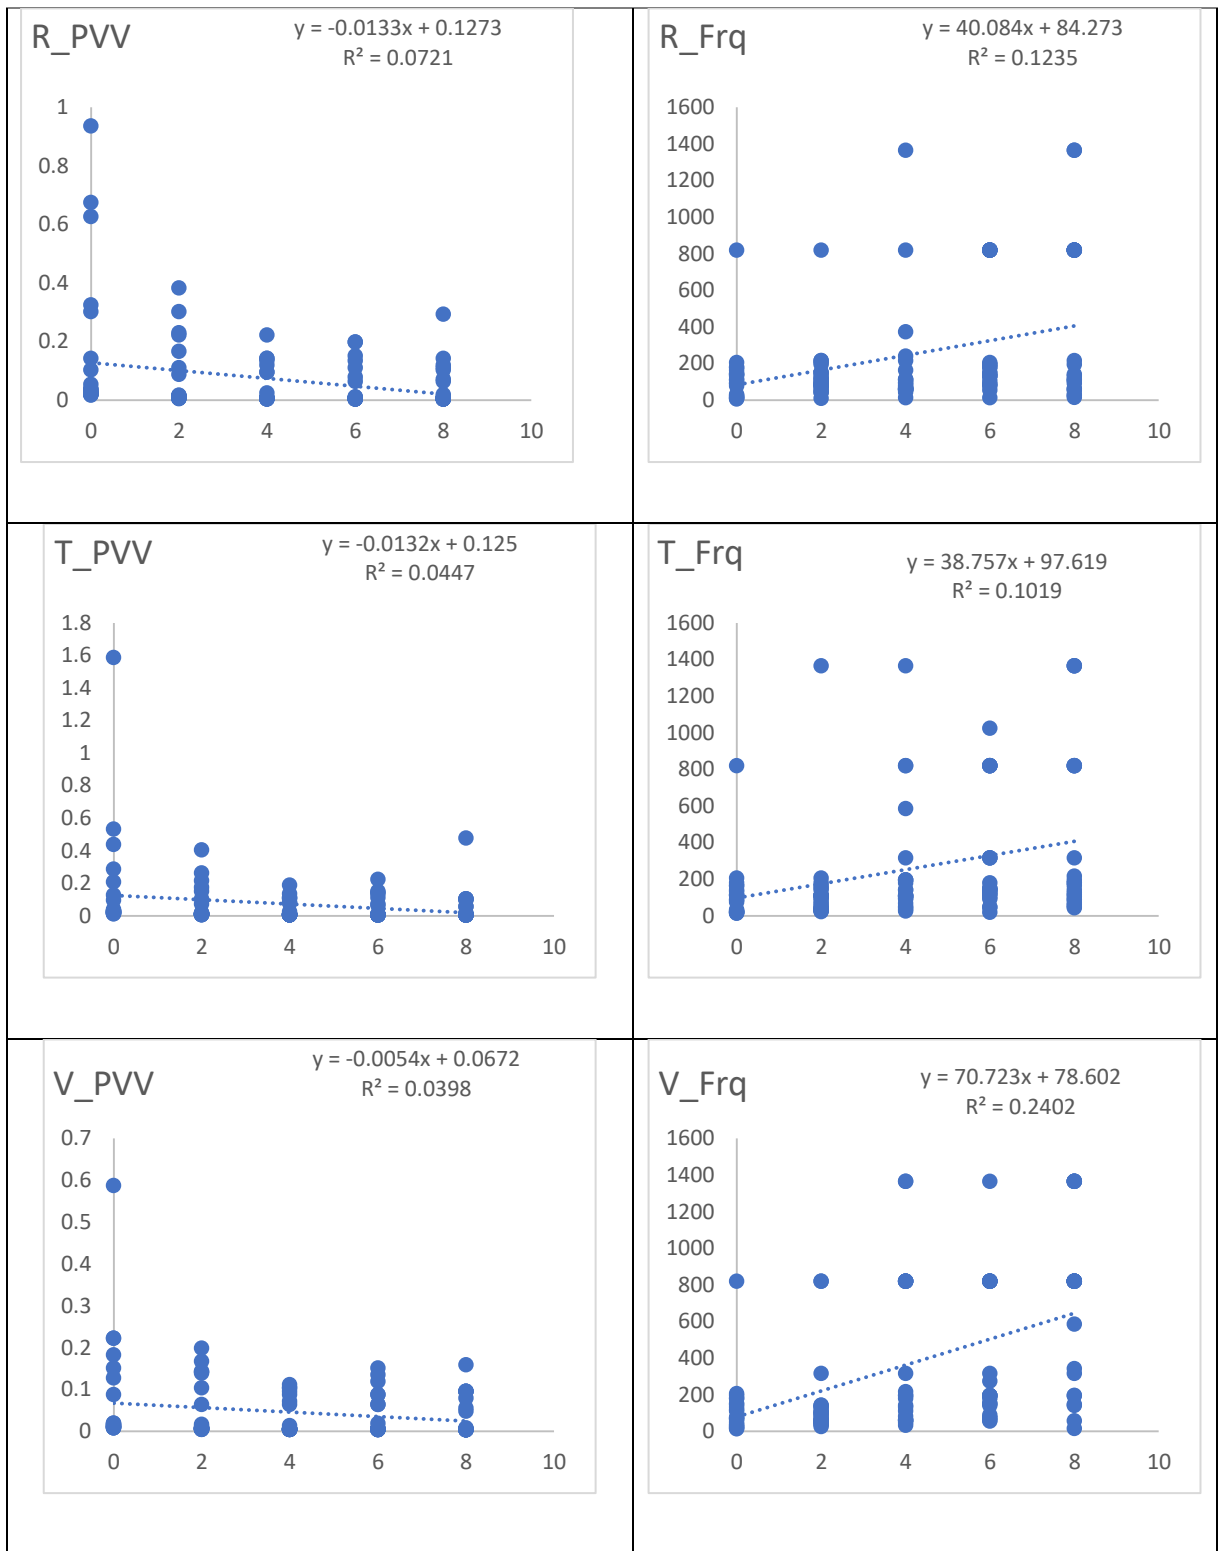 R_PVV
y = -0.0133x + 0.1273
R² = 0.0721
1
0.8
0.6
0.4
0.2
0
0 2 4 6 8 10
R_Frq
y = 40.084x + 84.273
R² = 0.1235
1600
1400
1200
1000
800
600
400
200
0
0 2 4 6 8 10
T_PVV
y = -0.0132x + 0.125
R² = 0.0447
1.8
1.6
1.4
1.2
1
0.8
0.6
0.4
0.2
0
0 2 4 6 8 10
T_Frq
y = 38.757x + 97.619
R² = 0.1019
1600
1400
1200
1000
800
600
400
200
0
0 2 4 6 8 10
V_PVV
y = -0.0054x + 0.0672
R² = 0.0398
0.7
0.6
0.5
0.4
0.3
0.2
0.1
0
0 2 4 6 8 10
V_Frq
y = 70.723x + 78.602
R² = 0.2402
1600
1400
1200
1000
800
600
400
200
0
0 2 4 6 8 10